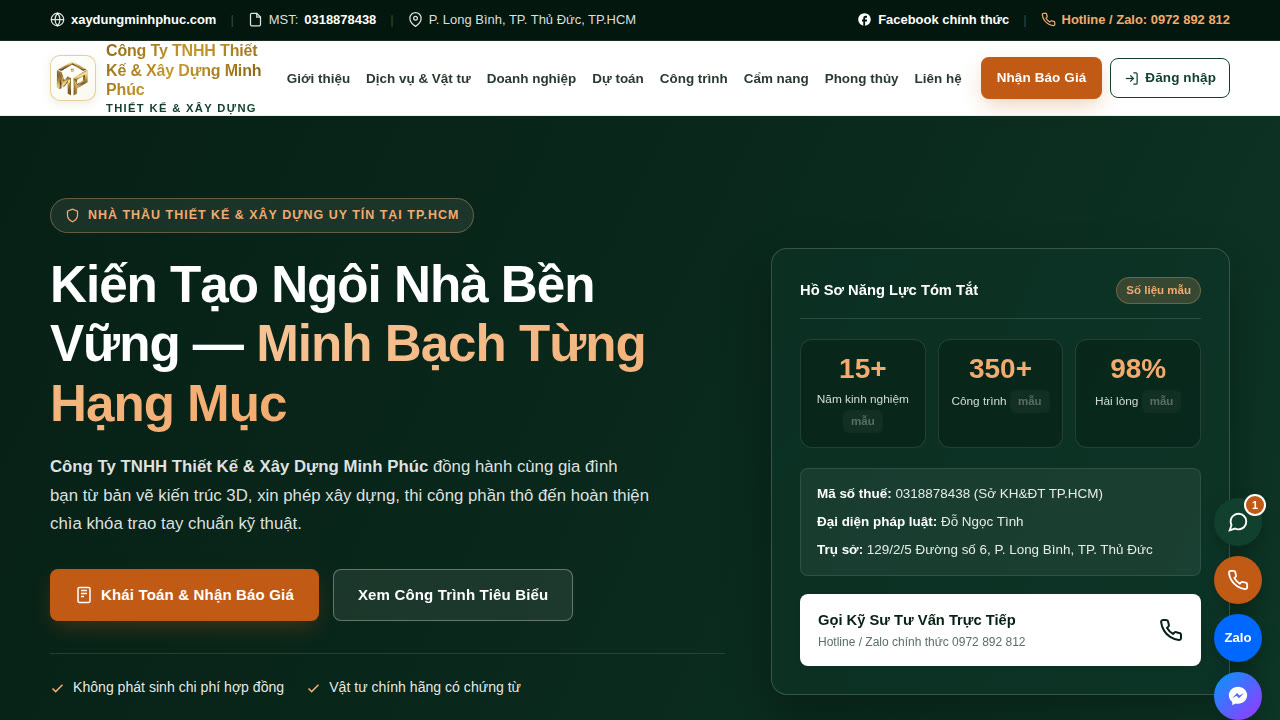 xaydungminhphuc.com | MST: 0318878438 | P. Long Bình, TP. Thủ Đức, TP.HCM
Facebook chính thức | Hotline / Zalo: 0972 892 812
Công Ty TNHH Thiết
Kế & Xây Dựng Minh
Phúc
THIẾT KẾ & XÂY DỰNG
Giới thiệu Dịch vụ & Vật tư Doanh nghiệp Dự toán Công trình Cẩm nang Phong thủy Liên hệ
Nhận Báo Giá
Đăng nhập
NHÀ THẦU THIẾT KẾ & XÂY DỰNG UY TÍN TẠI TP.HCM
Kiến Tạo Ngôi Nhà Bền
Vững — Minh Bạch Từng
Hạng Mục
Công Ty TNHH Thiết Kế & Xây Dựng Minh Phúc đồng hành cùng gia đình
bạn từ bản vẽ kiến trúc 3D, xin phép xây dựng, thi công phần thô đến hoàn thiện
chìa khóa trao tay chuẩn kỹ thuật.
Khái Toán & Nhận Báo Giá
Xem Công Trình Tiêu Biểu
Không phát sinh chi phí hợp đồng
Vật tư chính hãng có chứng từ
Hồ Sơ Năng Lực Tóm Tắt
Số liệu mẫu
15+
Năm kinh nghiệm
mẫu
350+
Công trình mẫu
98%
Hài lòng mẫu
Mã số thuế: 0318878438 (Sở KH&ĐT TP.HCM)
Đại diện pháp luật: Đỗ Ngọc Tình
Trụ sở: 129/2/5 Đường số 6, P. Long Bình, TP. Thủ Đức
Gọi Kỹ Sư Tư Vấn Trực Tiếp
Hotline / Zalo chính thức 0972 892 812
1
Zalo